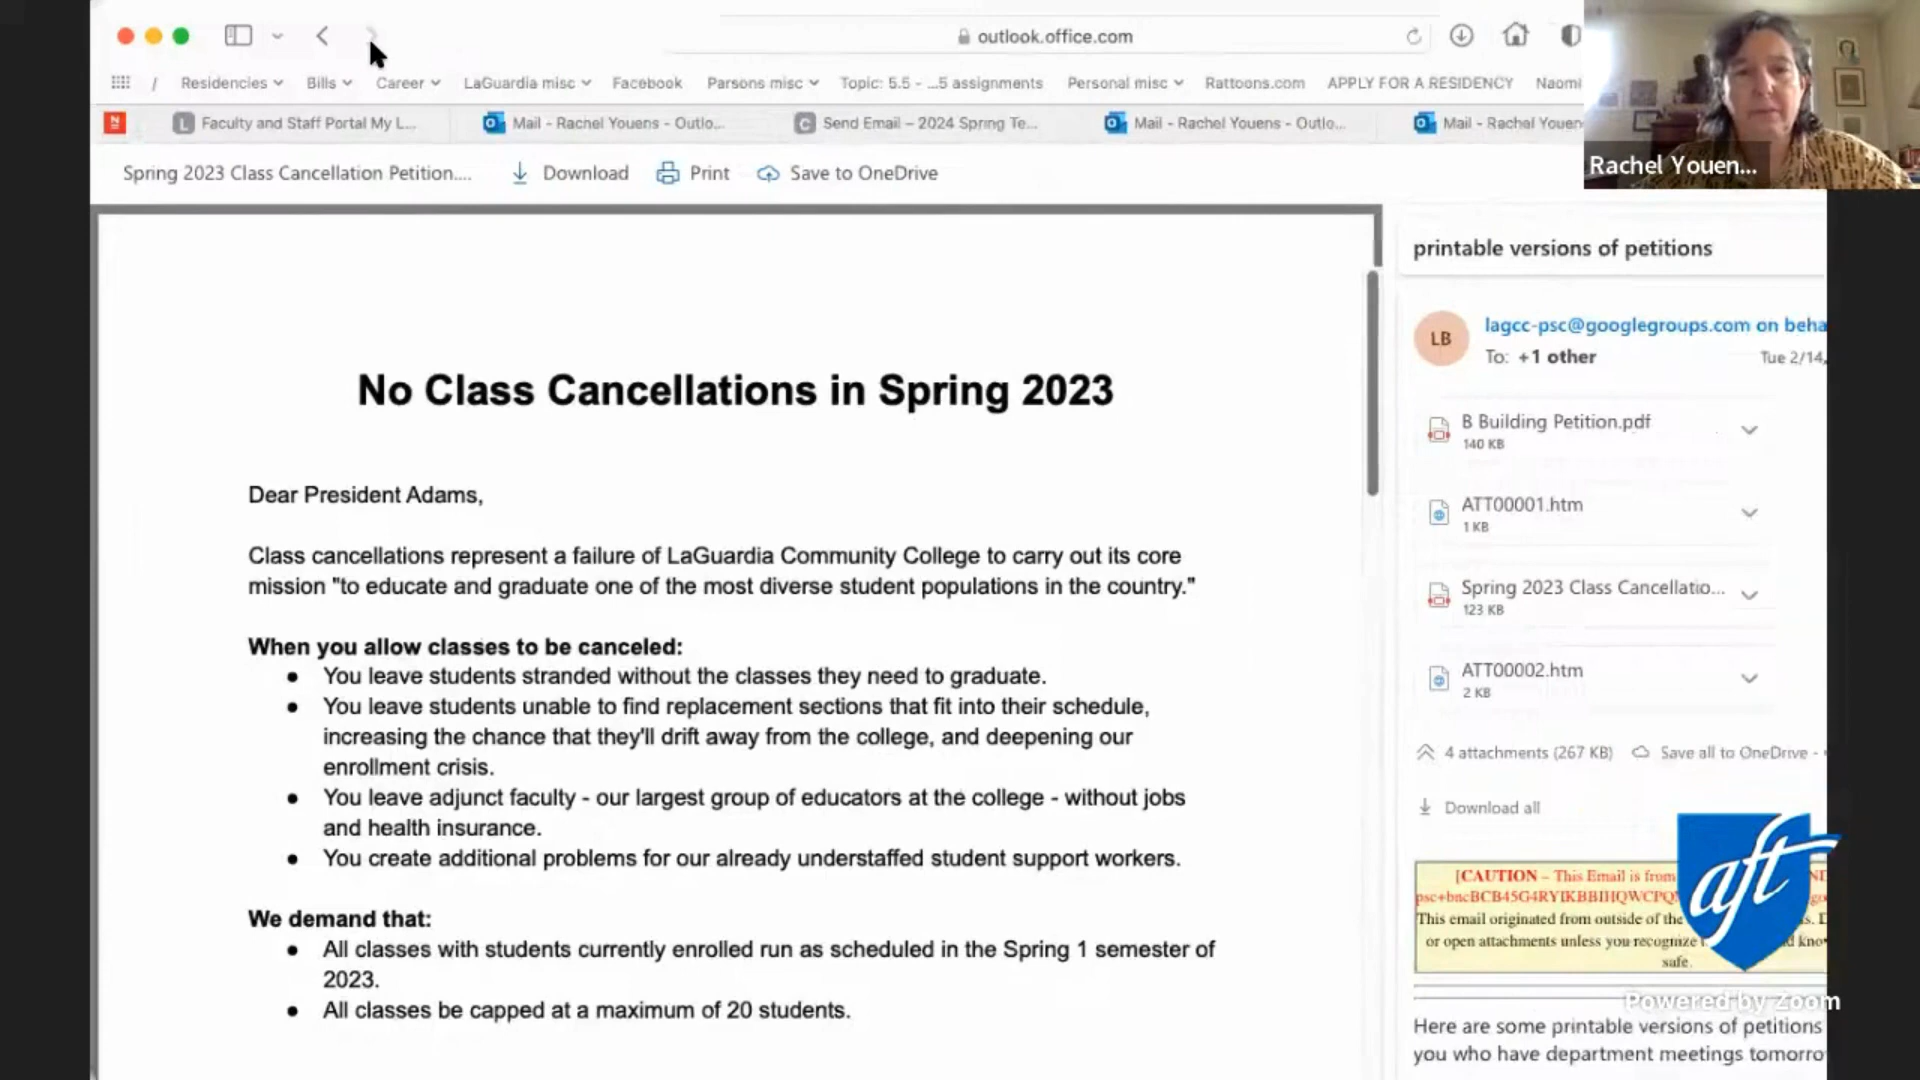 outlook.office.com
/ Residencies Bills Career LaGuardia misc Facebook Parsons misc Topic: 5.5 - ...5 assignments Personal misc Rattoons.com APPLY FOR A RESIDENCY Naomi
N L Faculty and Staff Portal My L... Mail - Rachel Youens - Outlo... C Send Email – 2024 Spring Te... Mail - Rachel Youens - Outlo... Mail - Rachel Youen
Rachel Youen...
Spring 2023 Class Cancellation Petition.... Download Print Save to OneDrive
No Class Cancellations in Spring 2023
Dear President Adams,
Class cancellations represent a failure of LaGuardia Community College to carry out its core
mission "to educate and graduate one of the most diverse student populations in the country."
When you allow classes to be canceled:
● You leave students stranded without the classes they need to graduate.
● You leave students unable to find replacement sections that fit into their schedule,
increasing the chance that they'll drift away from the college, and deepening our
enrollment crisis.
● You leave adjunct faculty - our largest group of educators at the college - without jobs
and health insurance.
● You create additional problems for our already understaffed student support workers.
We demand that:
● All classes with students currently enrolled run as scheduled in the Spring 1 semester of
2023.
● All classes be capped at a maximum of 20 students.
printable versions of petitions
LB
lagcc-psc@googlegroups.com on beha
To: +1 other Tue 2/14,
B Building Petition.pdf
140 KB
ATT00001.htm
1 KB
Spring 2023 Class Cancellatio...
123 KB
ATT00002.htm
2 KB
4 attachments (267 KB) Save all to OneDrive -
Download all
[CAUTION – This Email is from
This email originated from outside of the
or open attachments unless you recognize
safe.
aft
Powered by Zoom
Here are some printable versions of petitions
you who have department meetings tomorro